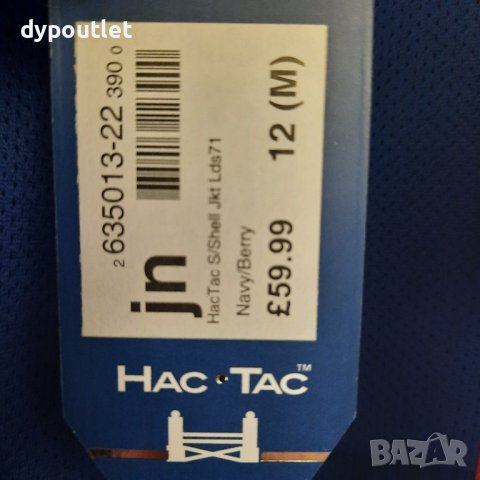 dypoutlet
2 635013-22 390 0
jn
HacTac S/Shell Jkt Lds71
Navy/Berry
£59.99 12 (M)
HAC·TAC™
BAZAR